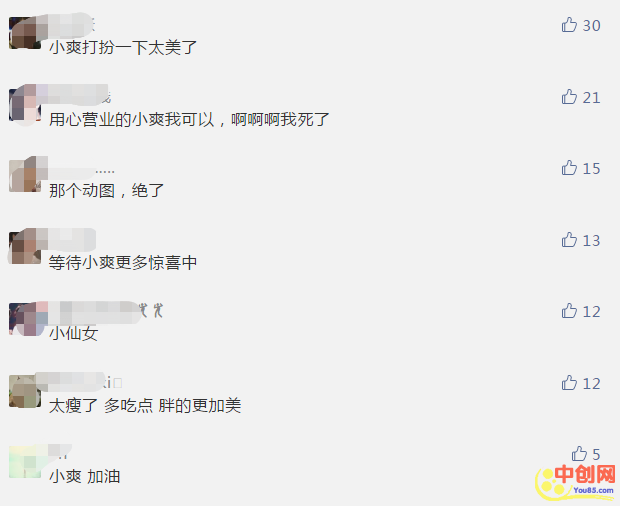 30
小爽打扮一下太美了
21
用心营业的小爽我可以，啊啊啊我死了
.....
15
那个动图，绝了
13
等待小爽更多惊喜中
12
小仙女
12
太瘦了 多吃点 胖的更加美
5
小爽 加油
中创网
You85.com